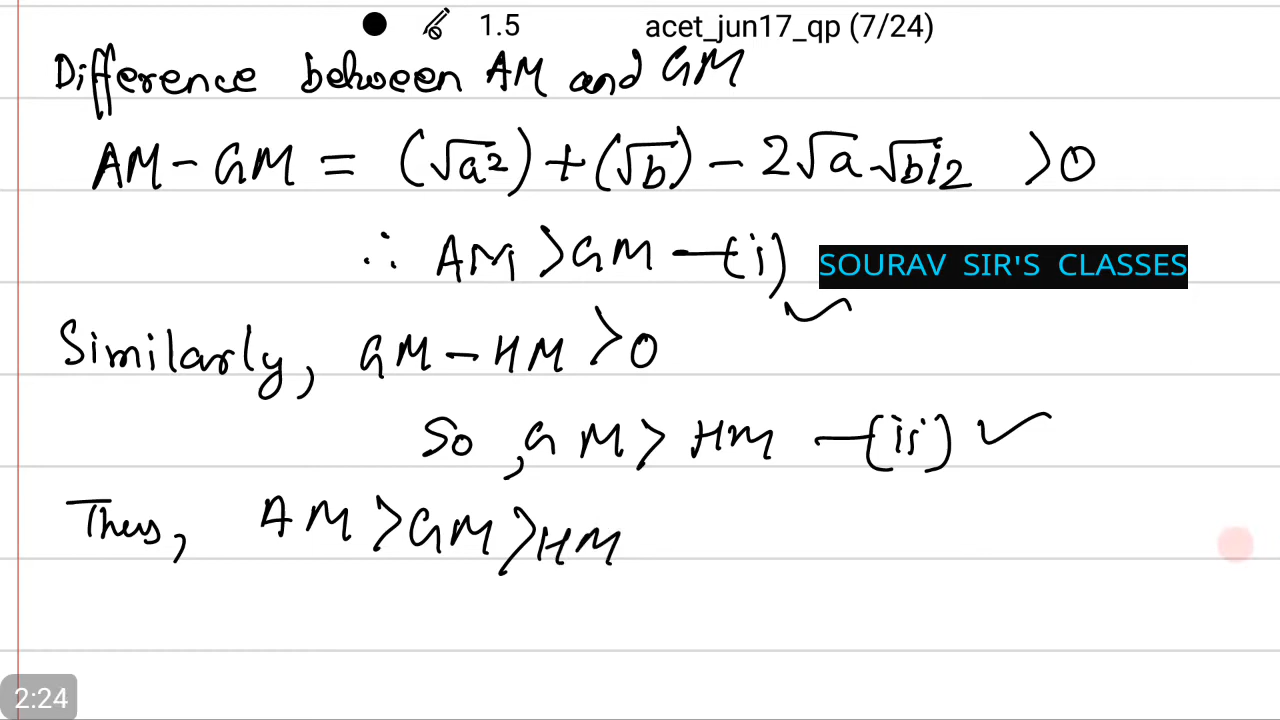 1.5 acet_jun17_qp (7/24)
Difference between AM and GM
AM - GM = (√a²) + (√b) - 2√a √bi₂ > 0
∴ AM > GM —(i)
SOURAV SIR'S CLASSES
Similarly, GM - HM > 0
So, GM > HM —(ii)
Thus, AM > GM > HM
2:24